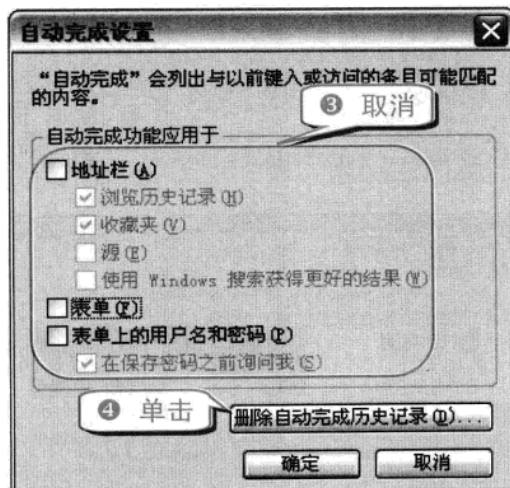 自动完成设置
“自动完成”会列出与以前键入或访问的条目可能匹配
的内容。
❸ 取消
自动完成功能应用于
地址栏(A)
浏览历史记录(H)
收藏夹(V)
源(E)
使用 Windows 搜索获得更好的结果(W)
表单(F)
表单上的用户名和密码(P)
在保存密码之前询问我(S)
❹ 单击
删除自动完成历史记录(D)...
确定
取消